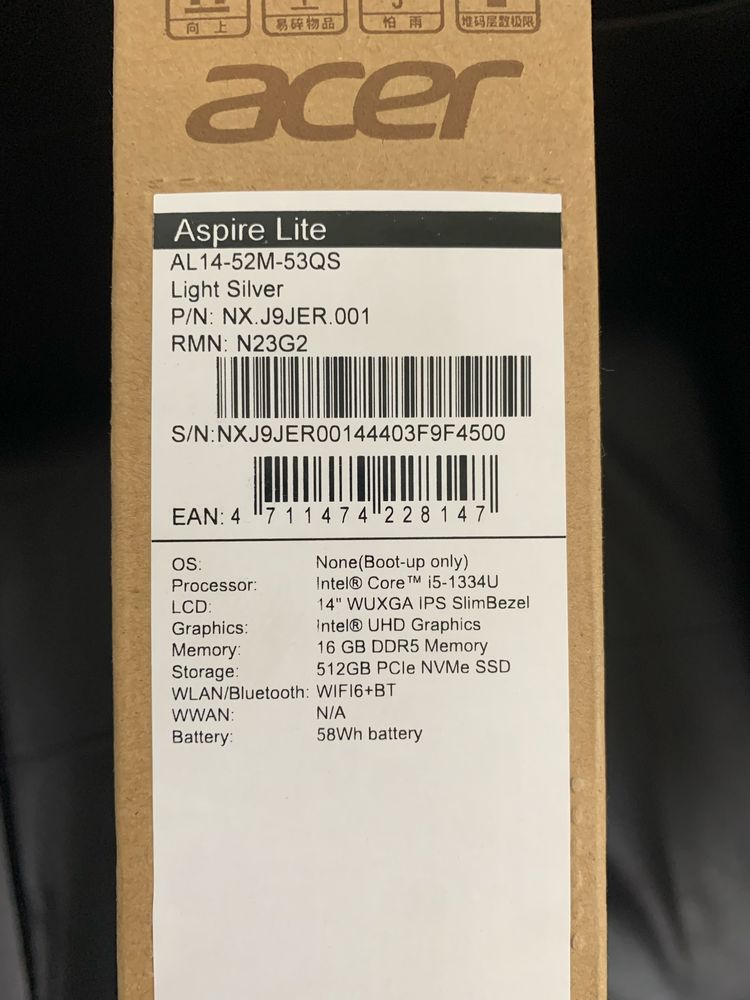 向上 易碎物品 怕雨 堆码层数极限
acer
Aspire Lite
AL14-52M-53QS
Light Silver
P/N: NX.J9JER.001
RMN: N23G2
S/N:NXJ9JER00144403F9F4500
EAN: 4 711474 228147
OS: None(Boot-up only)
Processor: Intel® Core™ i5-1334U
LCD: 14" WUXGA IPS SlimBezel
Graphics: Intel® UHD Graphics
Memory: 16 GB DDR5 Memory
Storage: 512GB PCIe NVMe SSD
WLAN/Bluetooth: WIFI6+BT
WWAN: N/A
Battery: 58Wh battery